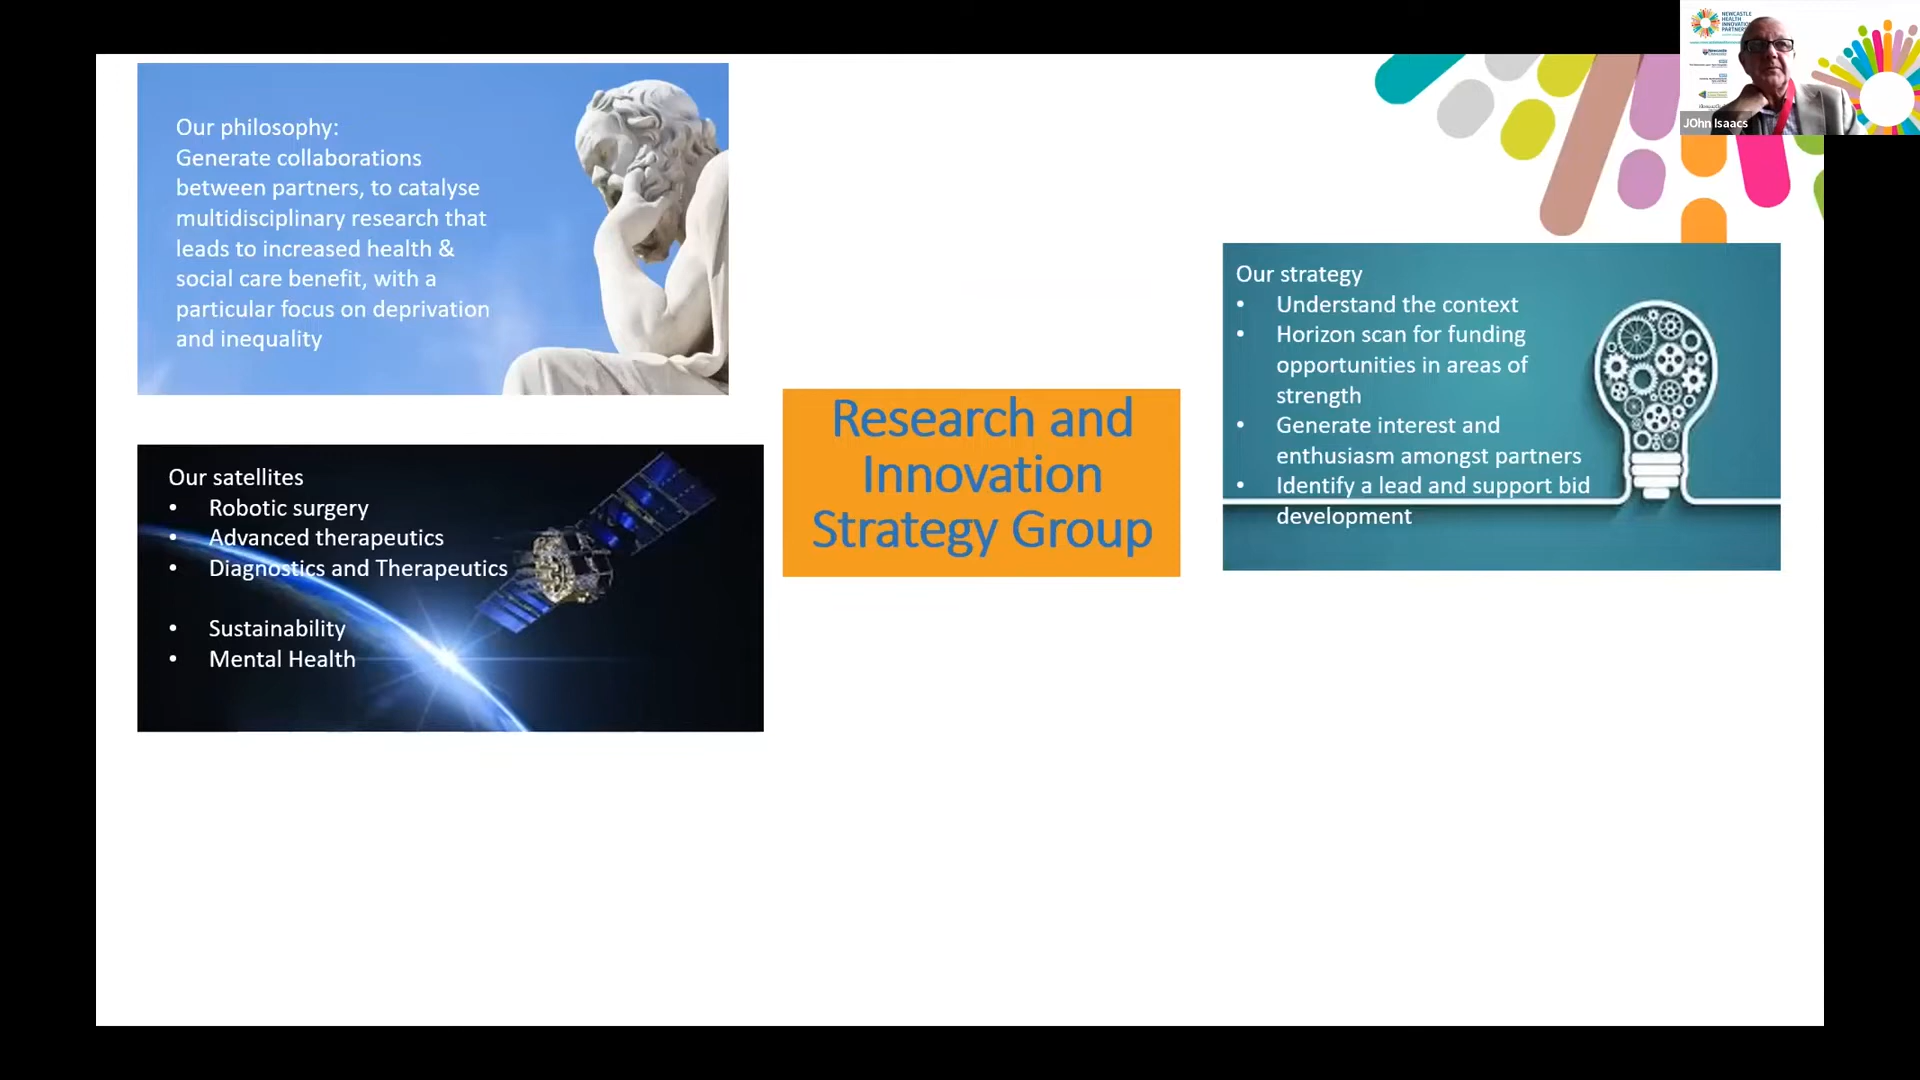 Our philosophy:
Generate collaborations
between partners, to catalyse
multidisciplinary research that
leads to increased health &
social care benefit, with a
particular focus on deprivation
and inequality
Our satellites
• Robotic surgery
• Advanced therapeutics
• Diagnostics and Therapeutics
• Sustainability
• Mental Health
Research and
Innovation
Strategy Group
Our strategy
• Understand the context
• Horizon scan for funding
opportunities in areas of
strength
• Generate interest and
enthusiasm amongst partners
• Identify a lead and support bid
development
NEWCASTLE
HEALTH
INNOVATION
JOhn Isaacs